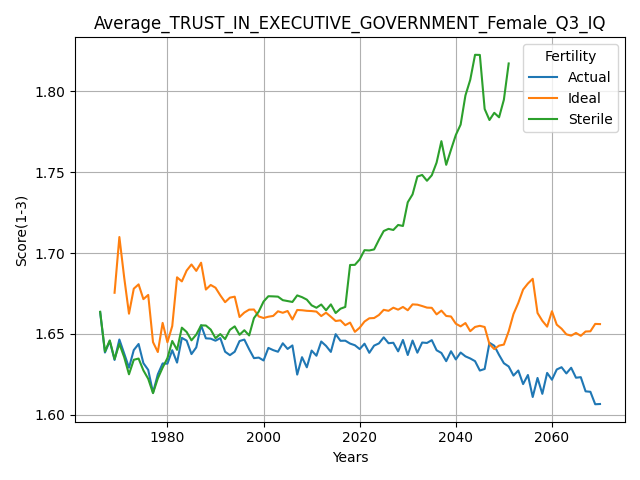 Average_TRUST_IN_EXECUTIVE_GOVERNMENT_Female_Q3_IQ
Fertility
Actual
Ideal
Sterile
Score(1-3)
1.80
1.75
1.70
1.65
1.60
1980
2000
2020
2040
2060
Years